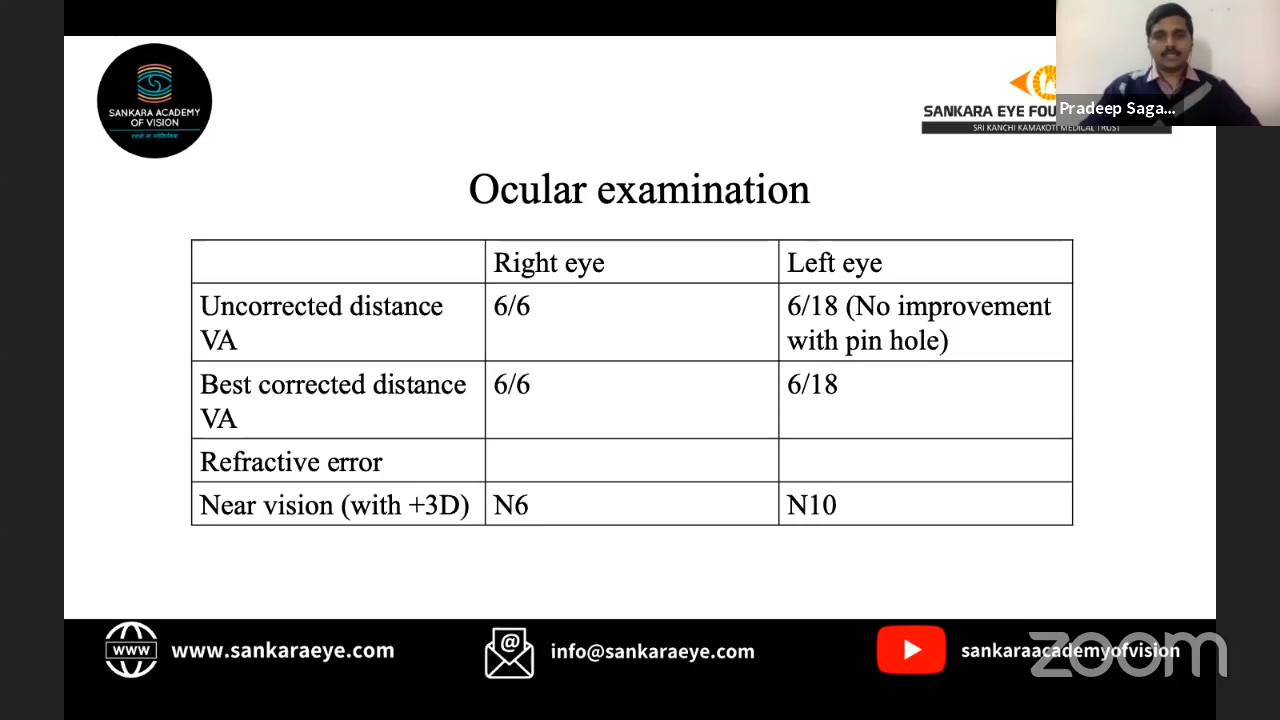 SANKARA ACADEMY
OF VISION
SANKARA EYE FOU
SRI KANCHI KAMAKOTI MEDICAL TRUST
Pradeep Saga...
Ocular examination
Right eye Left eye
Uncorrected distance VA 6/6 6/18 (No improvement with pin hole)
Best corrected distance VA 6/6 6/18
Refractive error
Near vision (with +3D) N6 N10
www www.sankaraeye.com
@ info@sankaraeye.com
sankaraacademyofvision
zoom